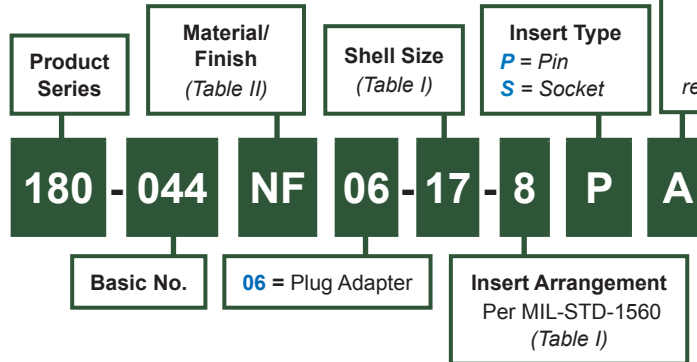 Product
Series
Material/
Finish
(Table II)
Shell Size
(Table I)
Insert Type
P = Pin
S = Socket
180 - 044 NF 06 - 17 - 8 P A
Basic No.
06 = Plug Adapter
Insert Arrangement
Per MIL-STD-1560
(Table I)